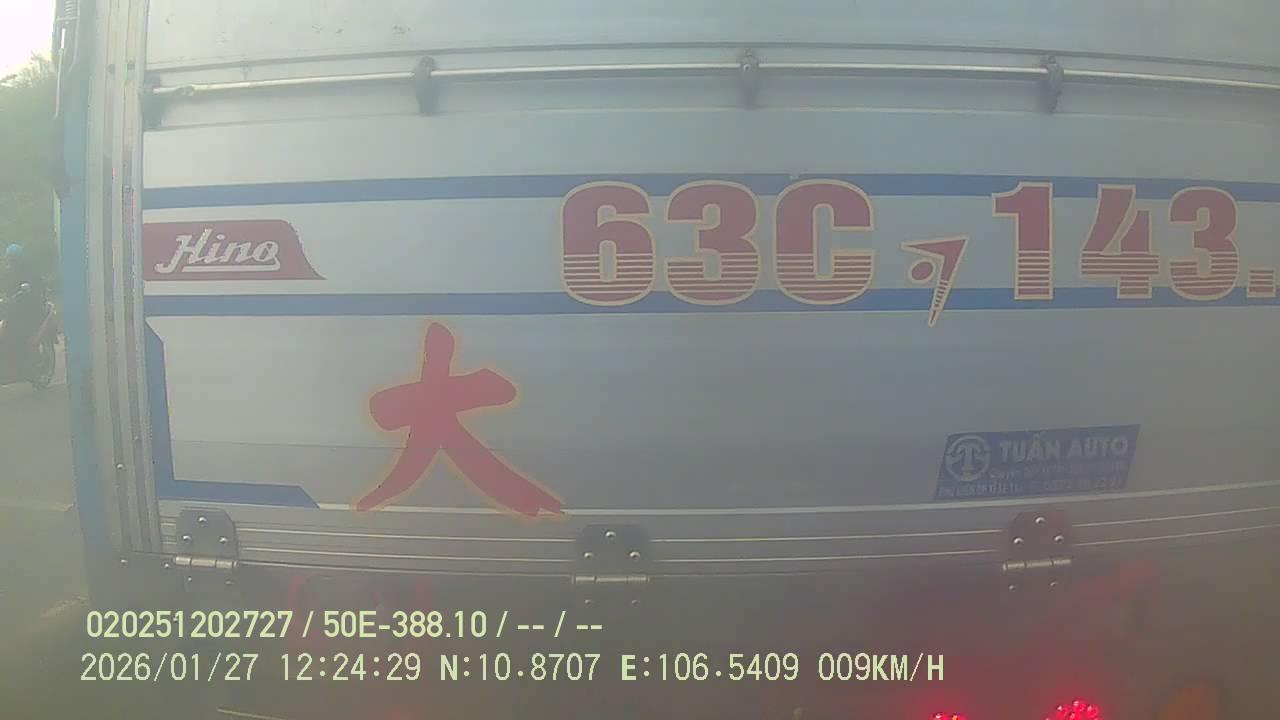 Hino
63C 143.
大
TUẤN AUTO
020251202727 / 50E-388.10 / -- / --
2026/01/27 12:24:29 N:10.8707 E:106.5409 009KM/H